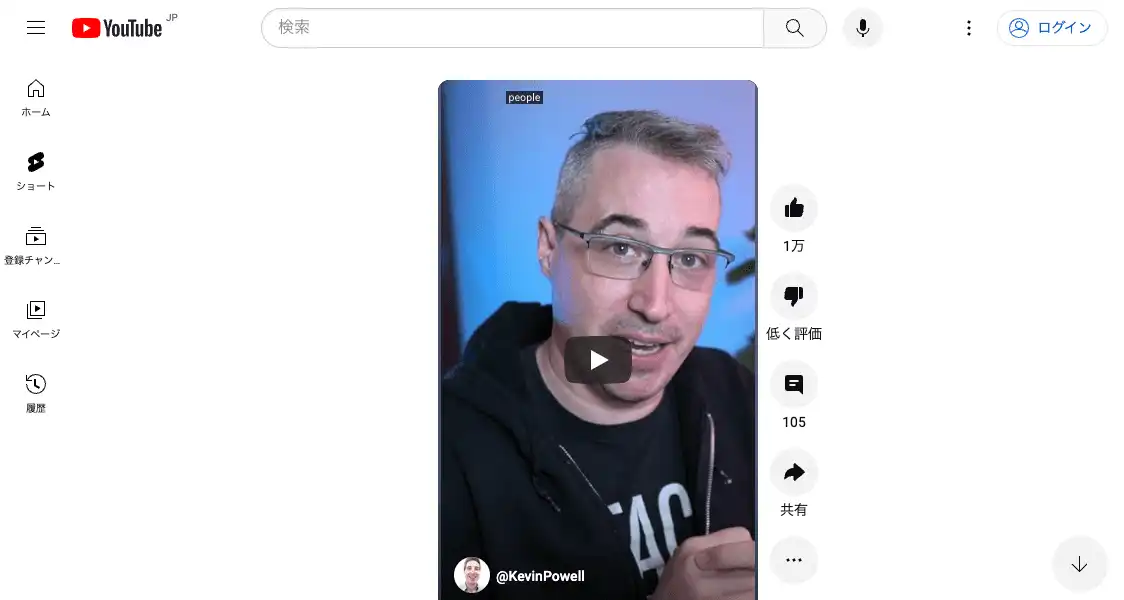 YouTube JP
検索
ログイン
ホーム
ショート
登録チャン…
マイページ
履歴
people
TAC
@KevinPowell
1万
低く評価
105
共有